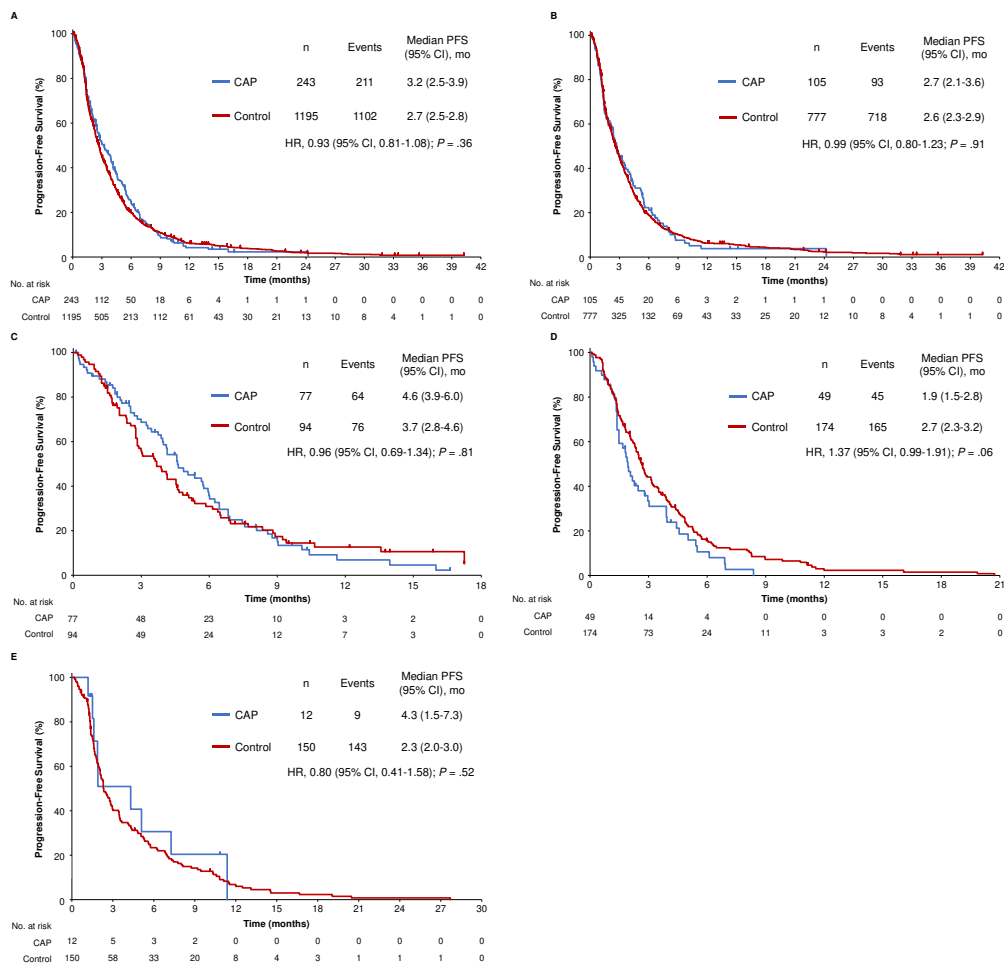 A
Progression-Free Survival (%)
100
80
60
40
20
0
n Events Median PFS
(95% CI), mo
CAP 243 211 3.2 (2.5-3.9)
Control 1195 1102 2.7 (2.5-2.8)
HR, 0.93 (95% CI, 0.81-1.08); P = .36
0 3 6 9 12 15 18 21 24 27 30 33 36 39 42
Time (months)
No. at risk
CAP 243 112 50 18 6 4 1 1 1 0 0 0 0 0 0
Control 1195 505 213 112 61 43 30 21 13 10 8 4 1 1 0
B
Progression-Free Survival (%)
100
80
60
40
20
0
n Events Median PFS
(95% CI), mo
CAP 105 93 2.7 (2.1-3.6)
Control 777 718 2.6 (2.3-2.9)
HR, 0.99 (95% CI, 0.80-1.23; P = .91
0 3 6 9 12 15 18 21 24 27 30 33 36 39 42
Time (months)
No. at risk
CAP 105 45 20 6 3 2 1 1 1 0 0 0 0 0 0
Control 777 325 132 69 43 33 25 20 12 10 8 4 1 1 0
C
Progression-Free Survival (%)
100
80
60
40
20
0
n Events Median PFS
(95% CI), mo
CAP 77 64 4.6 (3.9-6.0)
Control 94 76 3.7 (2.8-4.6)
HR, 0.96 (95% CI, 0.69-1.34); P = .81
0 3 6 9 12 15 18
Time (months)
No. at risk
CAP 77 48 23 10 3 2 0
Control 94 49 24 12 7 3 0
D
Progression-Free Survival (%)
100
80
60
40
20
0
n Events Median PFS
(95% CI), mo
CAP 49 45 1.9 (1.5-2.8)
Control 174 165 2.7 (2.3-3.2)
HR, 1.37 (95% CI, 0.99-1.91); P = .06
0 3 6 9 12 15 18 21
Time (months)
No. at risk
CAP 49 14 4 0 0 0 0 0
Control 174 73 24 11 3 3 2 0
E
Progression-Free Survival (%)
100
80
60
40
20
0
n Events Median PFS
(95% CI), mo
CAP 12 9 4.3 (1.5-7.3)
Control 150 143 2.3 (2.0-3.0)
HR, 0.80 (95% CI, 0.41-1.58); P = .52
0 3 6 9 12 15 18 21 24 27 30
Time (months)
No. at risk
CAP 12 5 3 2 0 0 0 0 0 0 0
Control 150 58 33 20 8 4 3 1 1 1 0